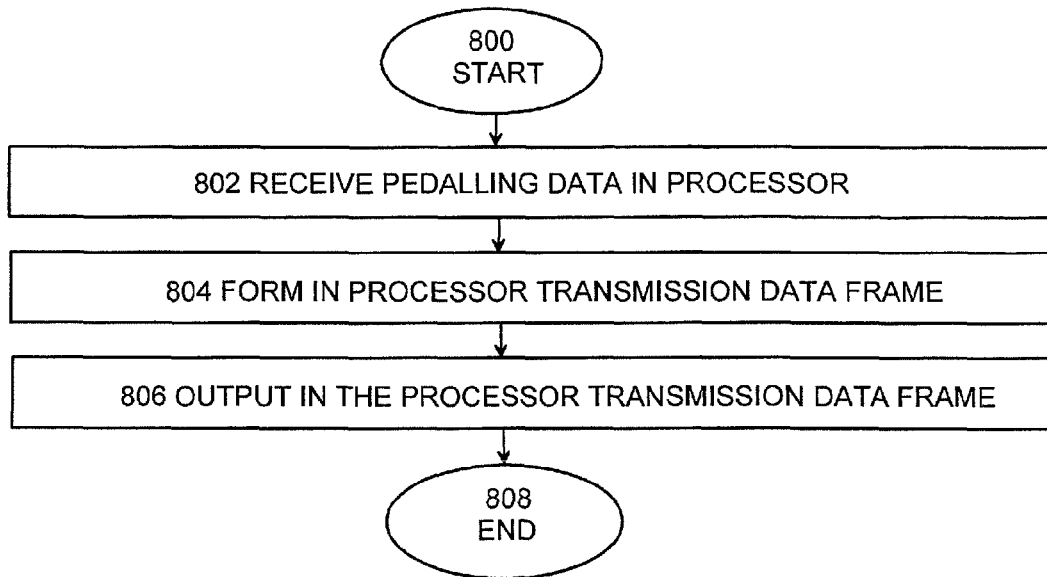 800
START
802 RECEIVE PEDALLING DATA IN PROCESSOR
804 FORM IN PROCESSOR TRANSMISSION DATA FRAME
806 OUTPUT IN THE PROCESSOR TRANSMISSION DATA FRAME
808
END